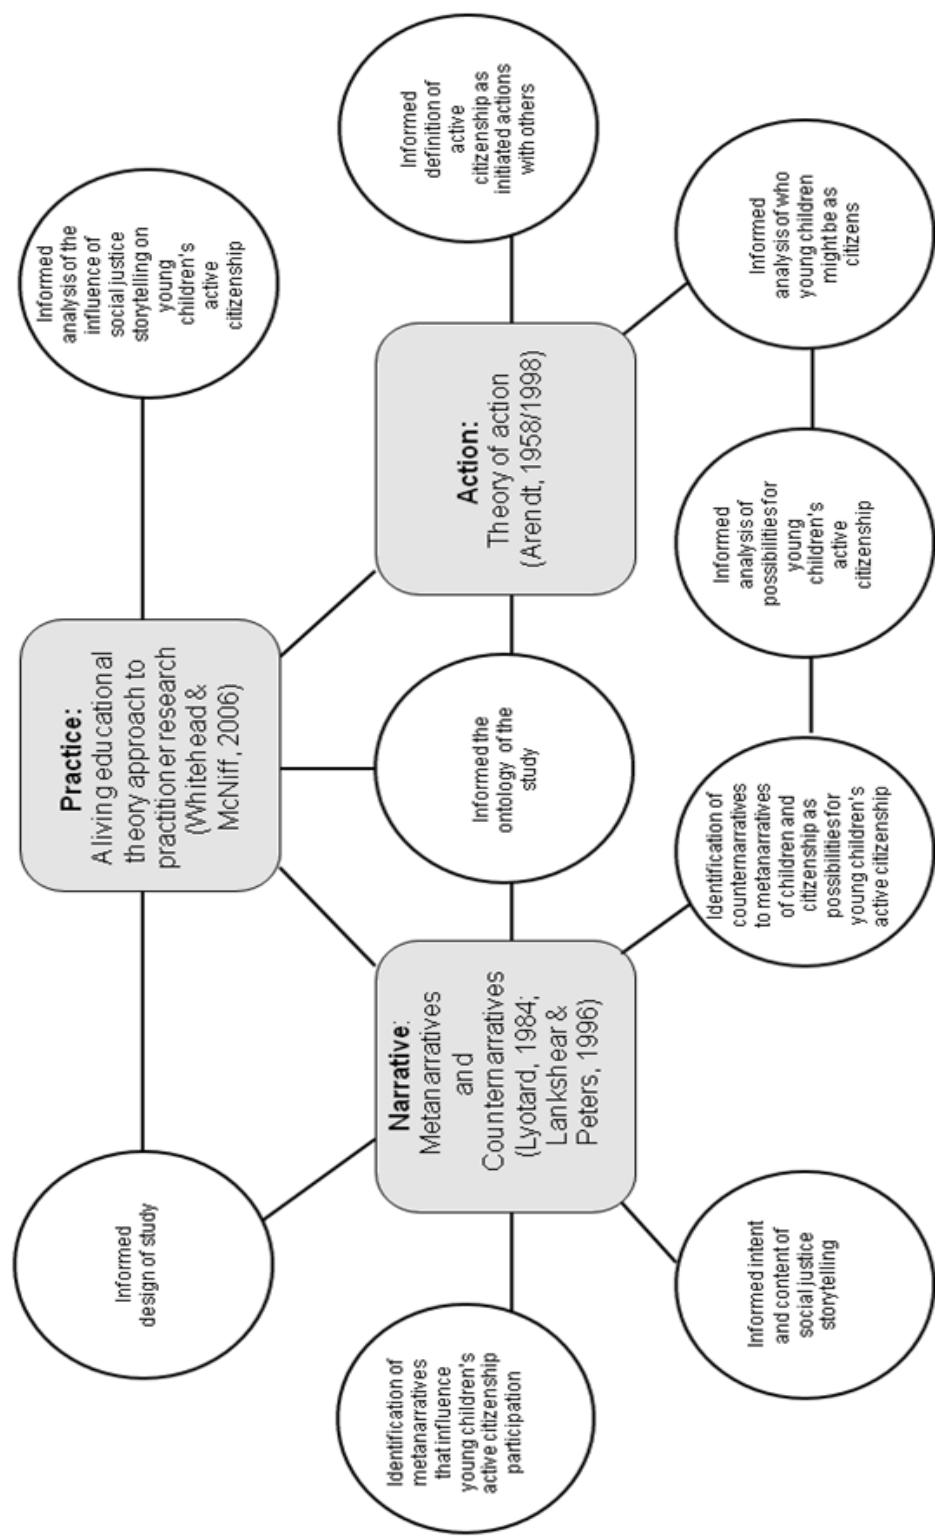 Informed
design of study
Practice:
A living educational
theory approach to
practitioner research
(Whitehead &
McNiff, 2006)
Informed
analysis of the
influence of
social justice
storytelling on
young
children's
active
citizenship
Identification of
metanarratives
that influence
young children's
active citizenship
participation
Narrative:
Metanarratives
and
Counternarratives
(Lyotard, 1984;
Lankshear &
Peters, 1996)
Informed the
ontology of the
study
Action:
Theory of action
(Arendt, 1958/1998)
Informed
definition of
active
citizenship as
initiated actions
with others
Informed intent
and content of
social justice
storytelling
Identification of
counternarratives
to metanarratives
of children and
citizenship as
possibilities for
young children's
active citizenship
Informed
analysis of
possibilities for
young
children's
active
citizenship
Informed
analysis of who
young children
might be as
citizens